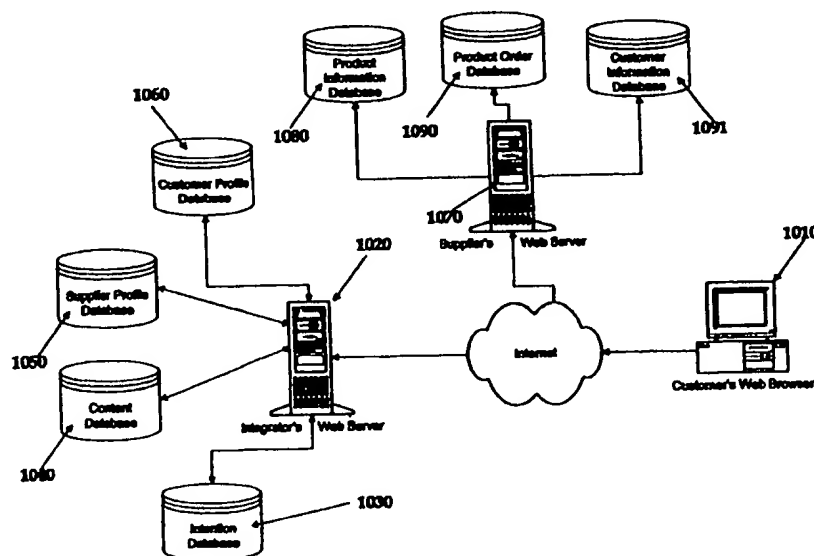 Product
Information
Database
1080
Product Order
Database
1090
Customer
Information
Database
1091
1060
Customer Profile
Database
1070
Supplier's Web Server
1010
Customer's Web Browser
1020
Supplier Profile
Database
1050
Internet
Content
Database
1040
Integrator's Web Server
Intention
Database
1030